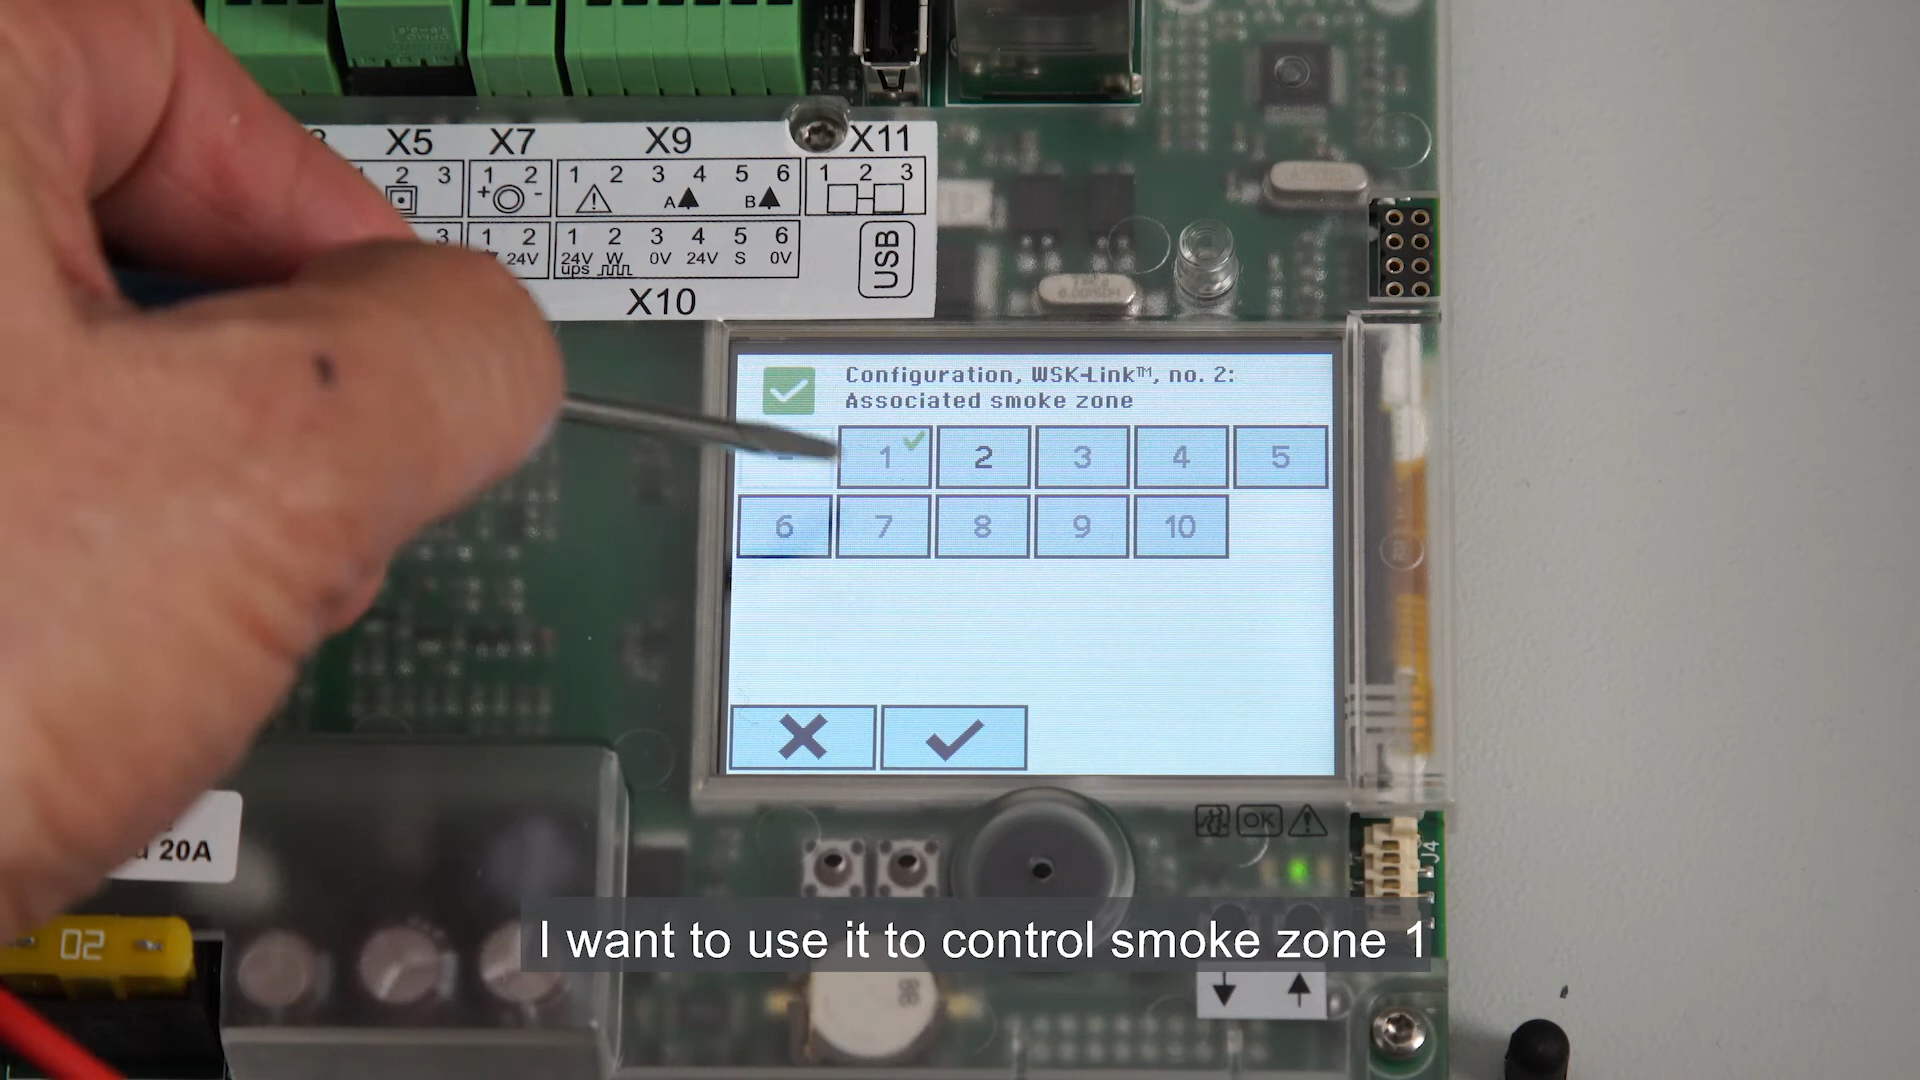 X5 X7 X9 X11
2 3 1 2 1 2 3 4 5 6 1 2 3
+ - A B
3 1 2 1 2 3 4 5 6
24V 24V W 0V 24V S 0V
ups
USB
X10
Configuration, WSK-Link™, no. 2:
Associated smoke zone
- 1 2 3 4 5
6 7 8 9 10
OK
J4
20A
20
I want to use it to control smoke zone 1